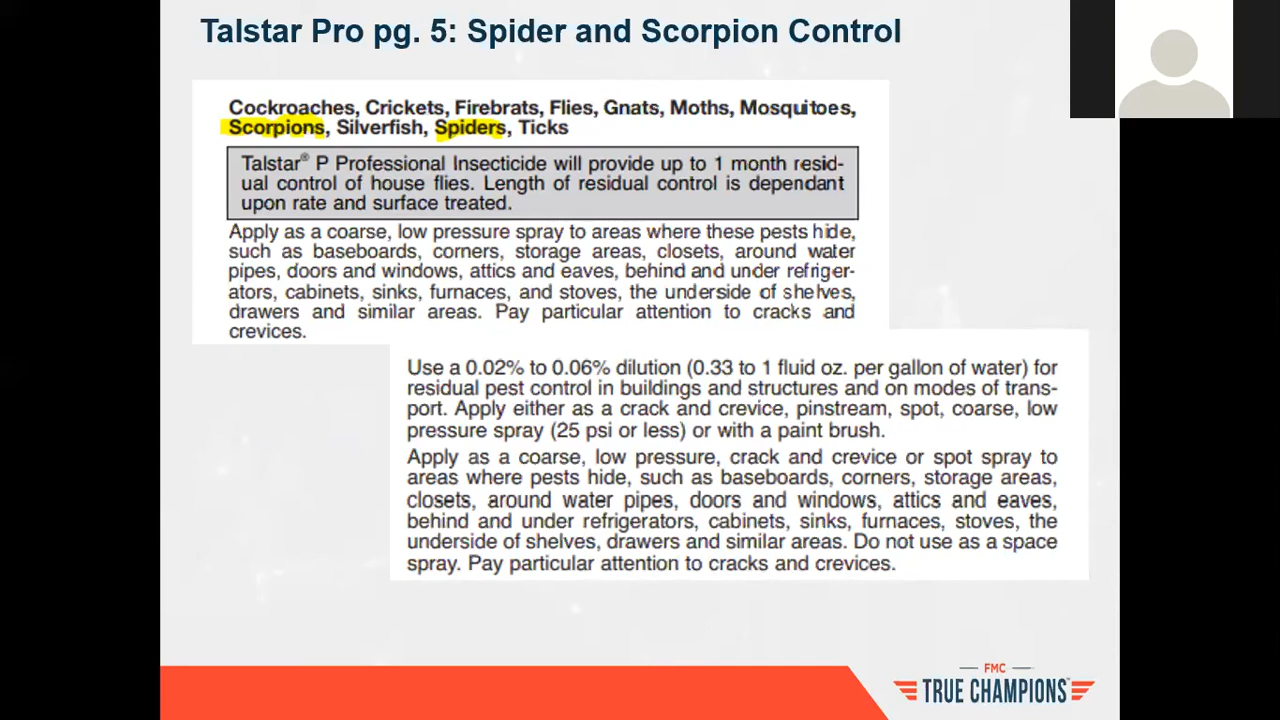 Talstar Pro pg. 5: Spider and Scorpion Control
Cockroaches, Crickets, Firebrats, Flies, Gnats, Moths, Mosquitoes,
Scorpions, Silverfish, Spiders, Ticks
Talstar® P Professional Insecticide will provide up to 1 month resid-
ual control of house flies. Length of residual control is dependant
upon rate and surface treated.
Apply as a coarse, low pressure spray to areas where these pests hide,
such as baseboards, corners, storage areas, closets, around water
pipes, doors and windows, attics and eaves, behind and under refriger-
ators, cabinets, sinks, furnaces, and stoves, the underside of shelves,
drawers and similar areas. Pay particular attention to cracks and
crevices.
Use a 0.02% to 0.06% dilution (0.33 to 1 fluid oz. per gallon of water) for
residual pest control in buildings and structures and on modes of trans-
port. Apply either as a crack and crevice, pinstream, spot, coarse, low
pressure spray (25 psi or less) or with a paint brush.
Apply as a coarse, low pressure, crack and crevice or spot spray to
areas where pests hide, such as baseboards, corners, storage areas,
closets, around water pipes, doors and windows, attics and eaves,
behind and under refrigerators, cabinets, sinks, furnaces, stoves, the
underside of shelves, drawers and similar areas. Do not use as a space
spray. Pay particular attention to cracks and crevices.
FMC
TRUE CHAMPIONS™